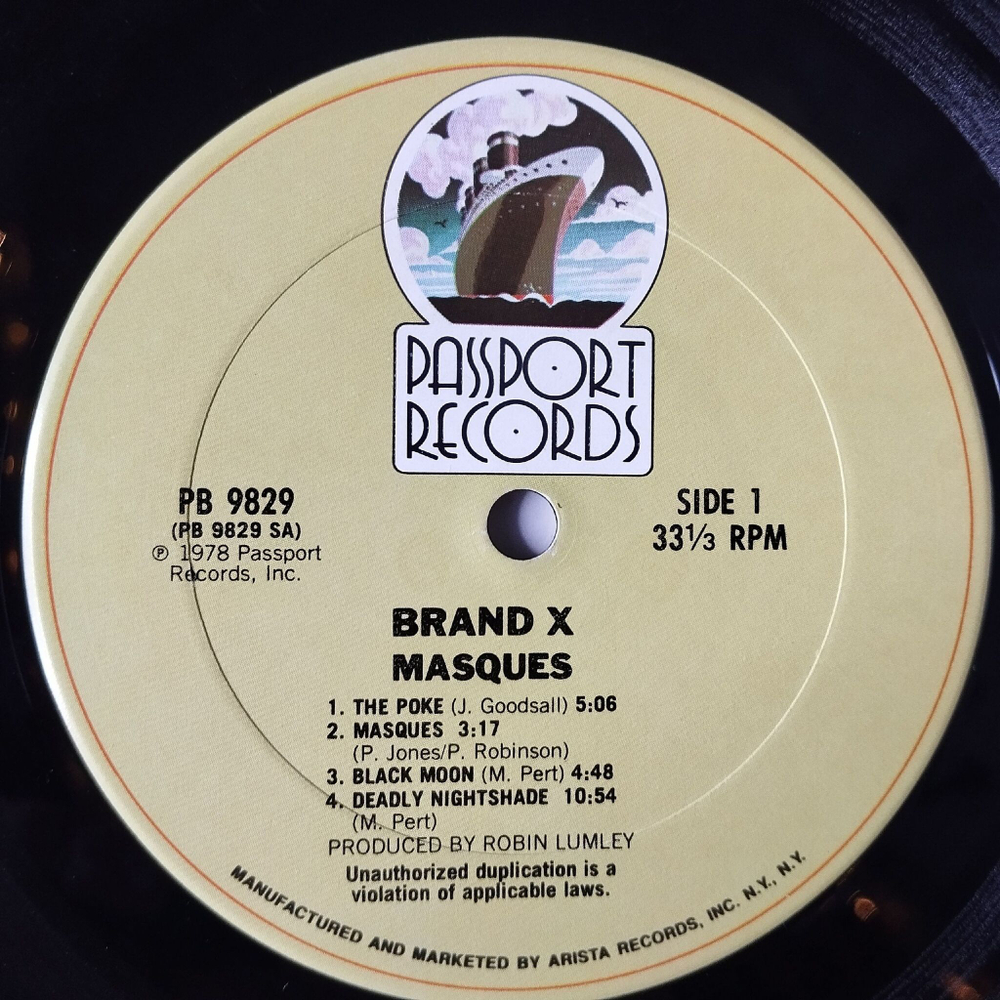 PASSPORT
RECORDS
PB 9829
(PB 9829 SA)
℗ 1978 Passport
Records, Inc.
SIDE 1
33⅓ RPM
BRAND X
MASQUES
1. THE POKE (J. Goodsall) 5:06
2. MASQUES 3:17
(P. Jones/P. Robinson)
3. BLACK MOON (M. Pert) 4:48
4. DEADLY NIGHTSHADE 10:54
(M. Pert)
PRODUCED BY ROBIN LUMLEY
Unauthorized duplication is a
violation of applicable laws.
MANUFACTURED AND MARKETED BY ARISTA RECORDS, INC. N.Y., N.Y.